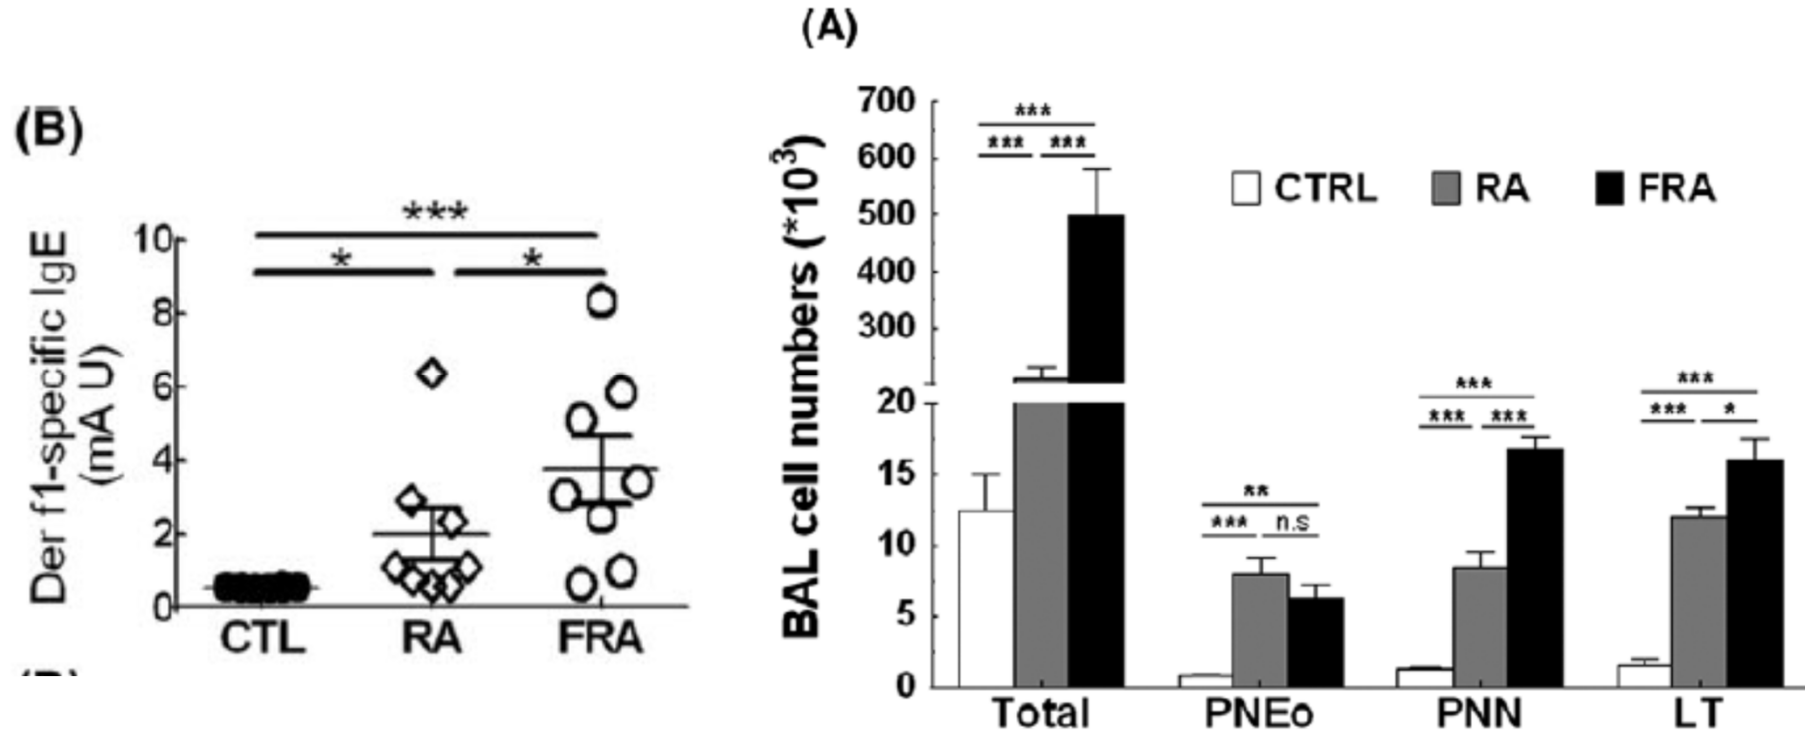 (B)
Der f1-specific IgE
(mA U)
10
8
6
4
2
0
***
*
*
CTL
RA
FRA
(A)
BAL cell numbers (*10³)
700
600
500
400
300
20
15
10
5
0
CTRL
RA
FRA
***
***
***
**
***
n.s
***
***
***
***
***
*
Total
PNEo
PNN
LT